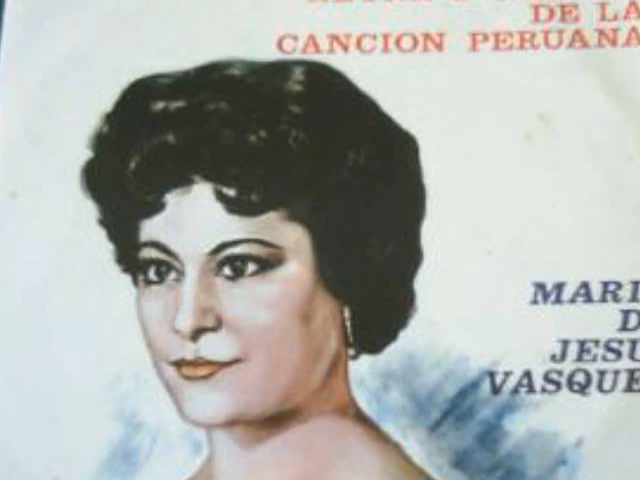 DE LA
CANCION PERUANA
MARI
D
JESU
VASQUE